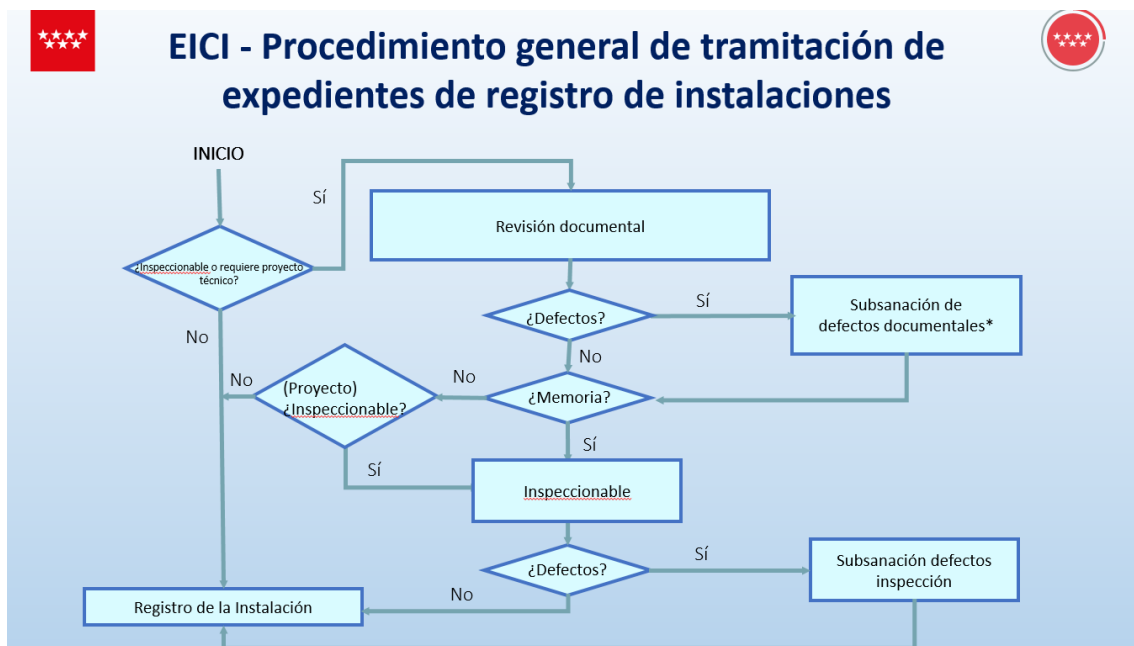 EICI - Procedimiento general de tramitación de
expedientes de registro de instalaciones
INICIO
Sí
Revisión documental
¿Inspeccionable o requiere proyecto
técnico?
¿Defectos?
Sí
Subsanación de
defectos documentales*
No
No
No
(Proyecto)
¿Inspeccionable?
No
¿Memoria?
Sí
Sí
Inspeccionable
¿Defectos?
Sí
Subsanación defectos
inspección
No
Registro de la Instalación